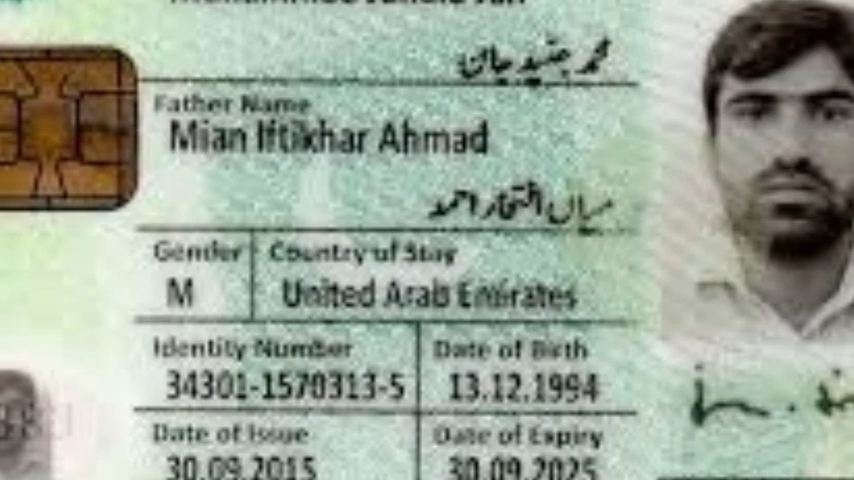 محمد جنید جان
Father Name
Mian Iftikhar Ahmad
میاں افتخار احمد
Gender Country of Stay
M United Arab Emirates
Identity Number Date of Birth
34301-1570313-5 13.12.1994
Date of Issue Date of Expiry
30.09.2015 30.09.2025